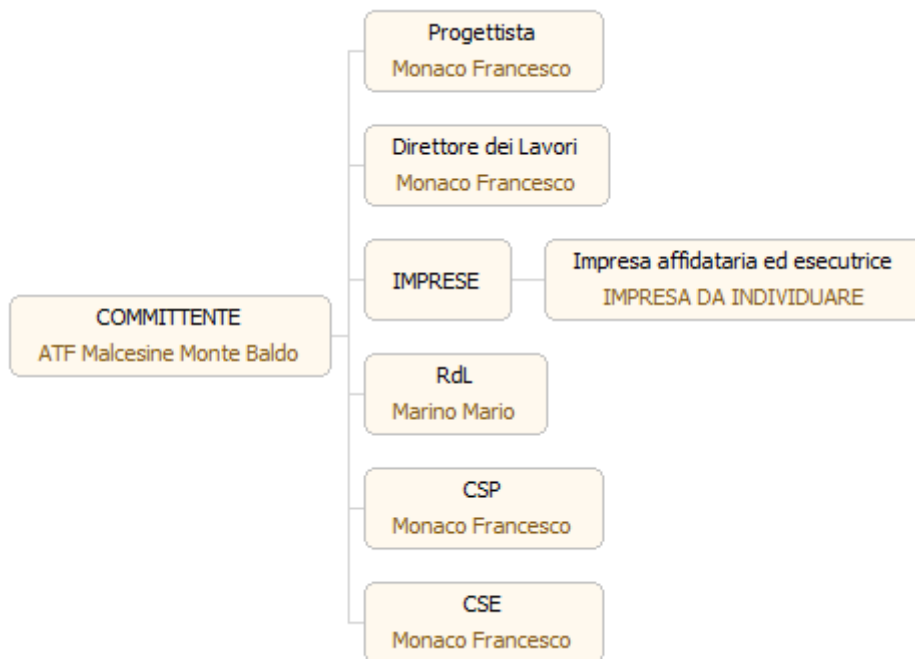 Progettista
Monaco Francesco
Direttore dei Lavori
Monaco Francesco
IMPRESE
Impresa affidataria ed esecutrice
IMPRESA DA INDIVIDUARE
COMMITTENTE
ATF Malcesine Monte Baldo
RdL
Marino Mario
CSP
Monaco Francesco
CSE
Monaco Francesco